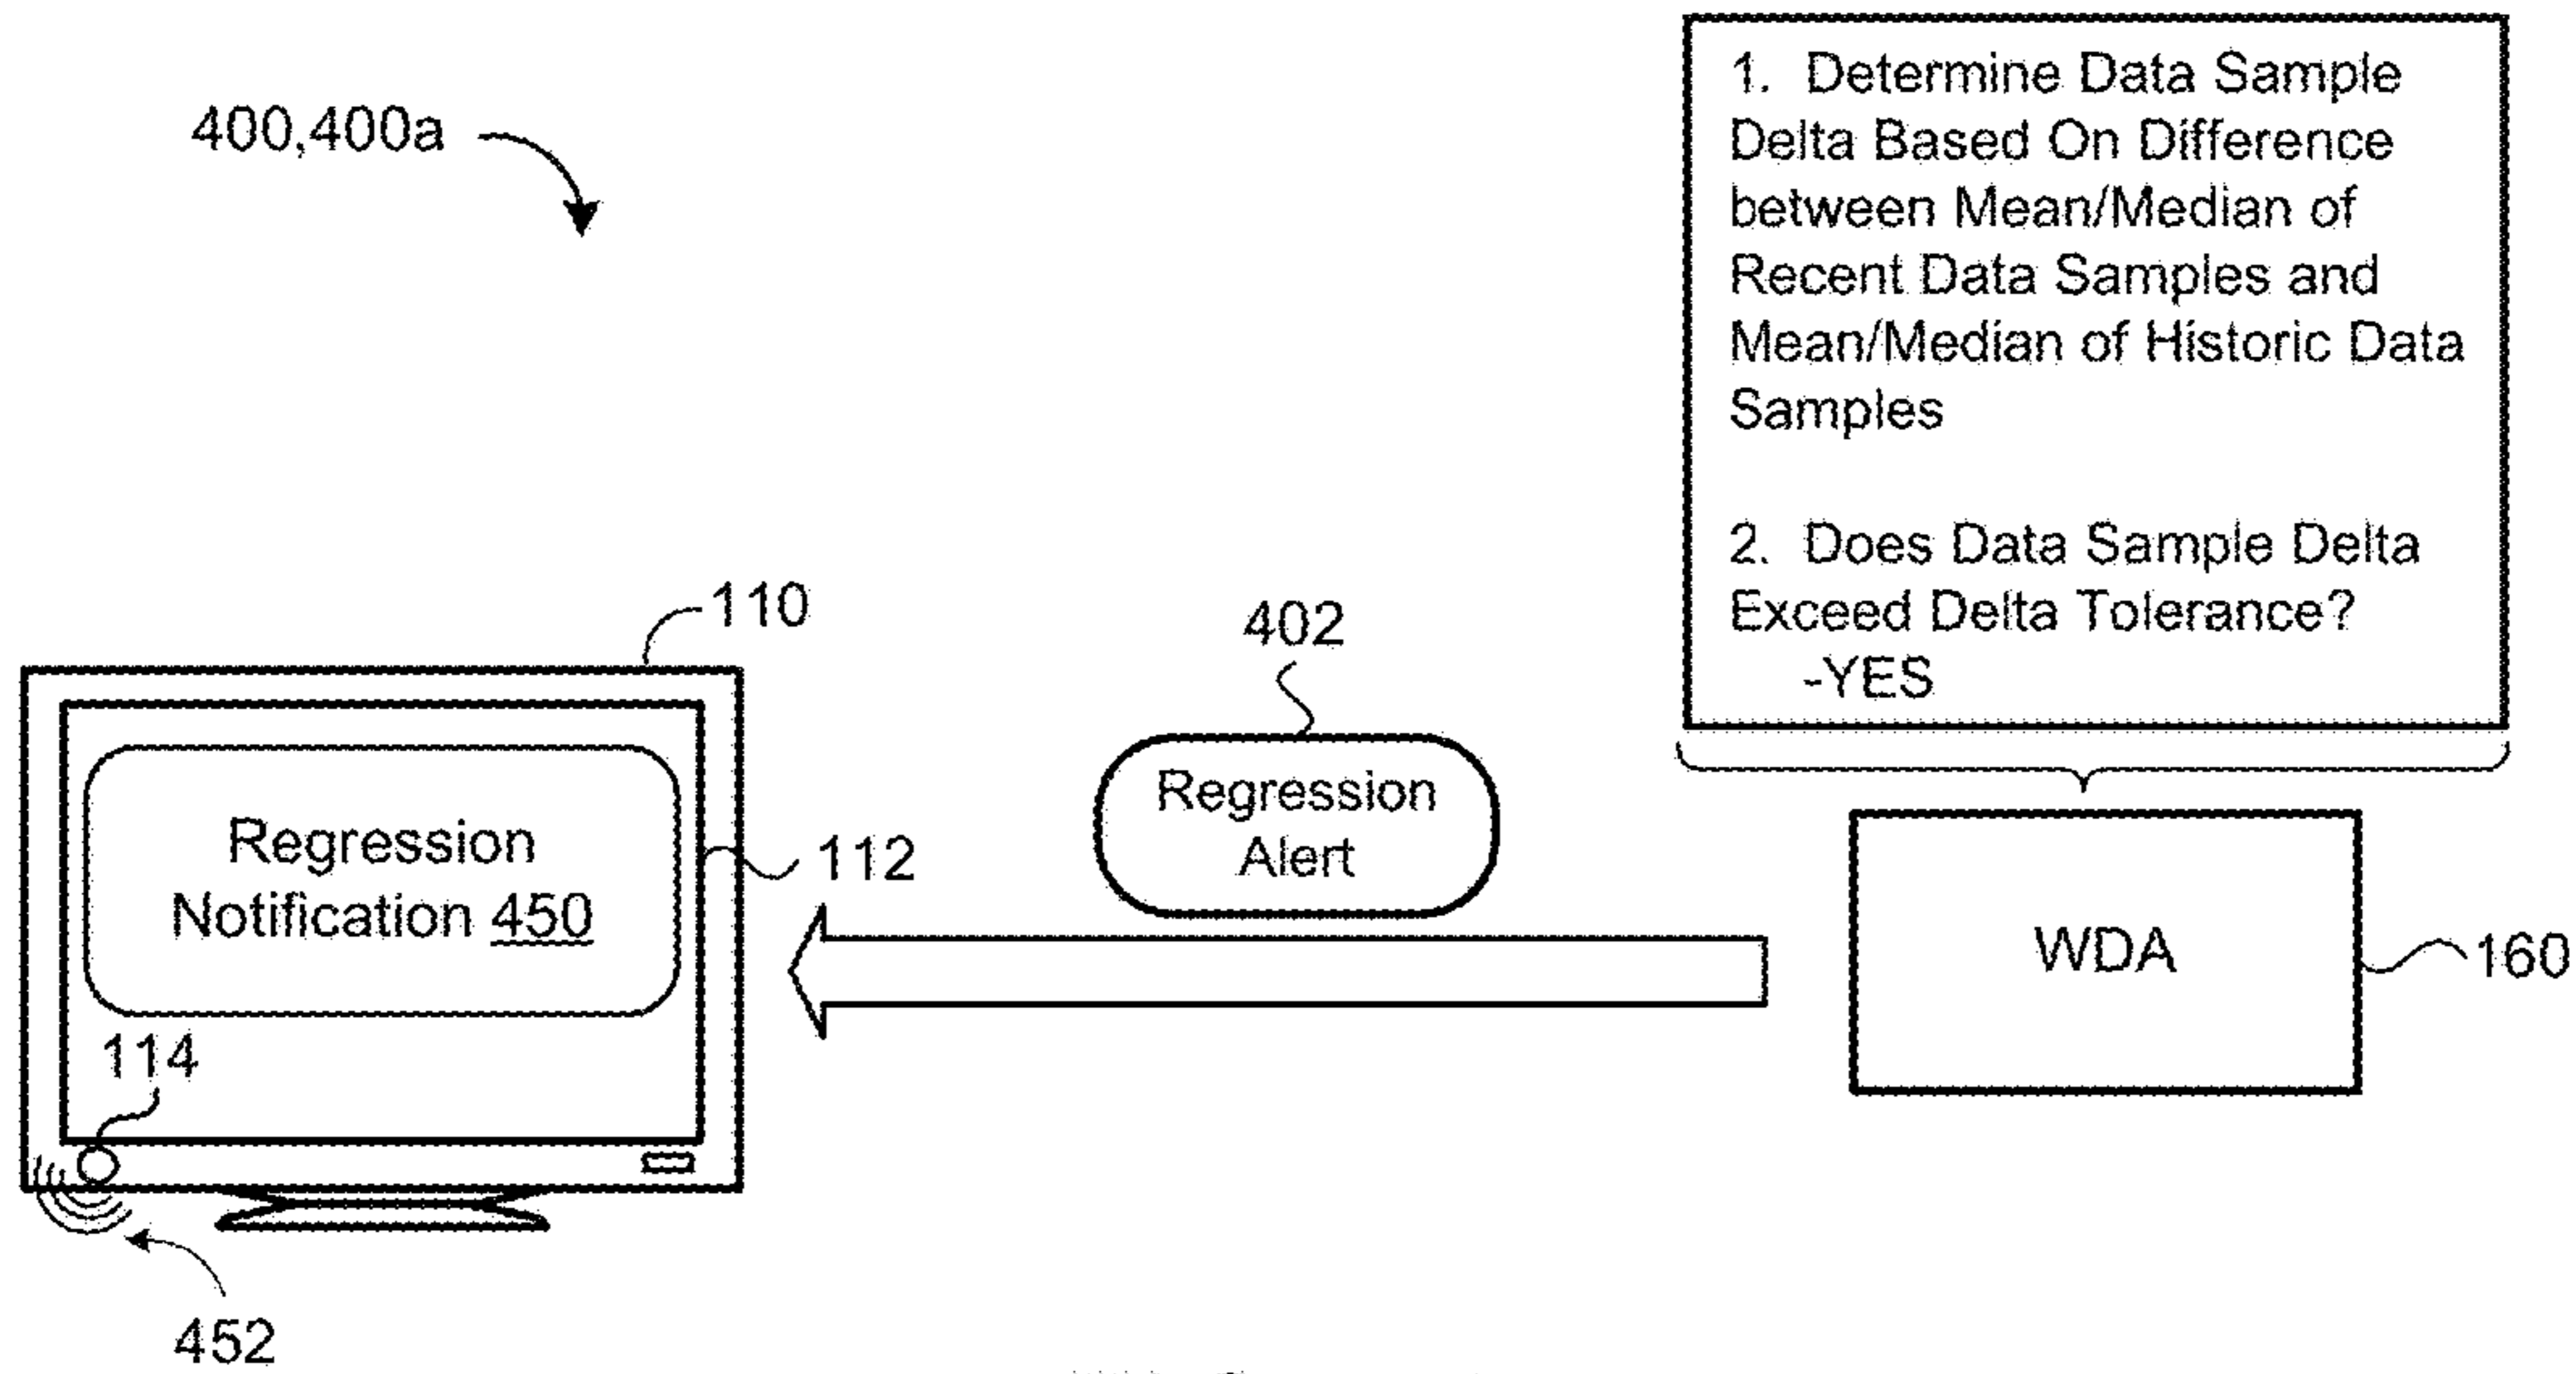 400,400a
1. Determine Data Sample
Delta Based On Difference
between Mean/Median of
Recent Data Samples and
Mean/Median of Historic Data
Samples
2. Does Data Sample Delta
Exceed Delta Tolerance?
-YES
110
402
Regression
Alert
Regression
Notification 450
112
WDA
160
114
452